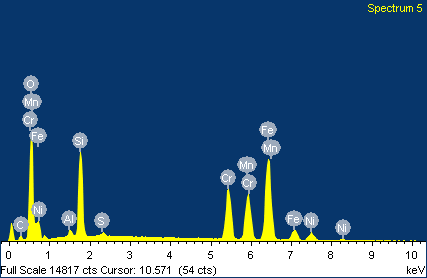 Spectrum 5
O
Mn
Cr
Fe
Si
Fe
Mn
Mn
Cr
Cr
C
Ni
Al
S
Fe
Ni
Ni
0 1 2 3 4 5 6 7 8 9 10
Full Scale 14817 cts Cursor: 10.571 (54 cts) keV